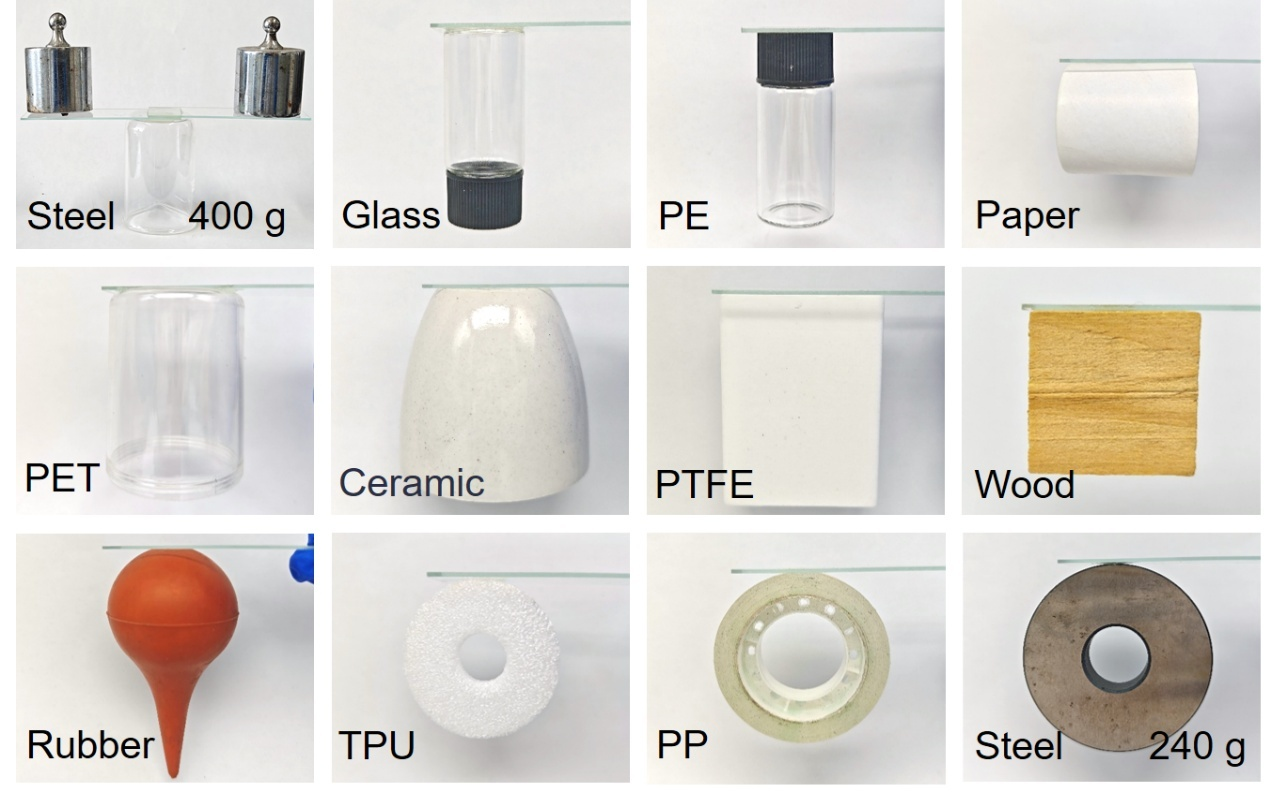 Steel 400 g
Glass
PE
Paper
PET
Ceramic
PTFE
Wood
Rubber
TPU
PP
Steel 240 g